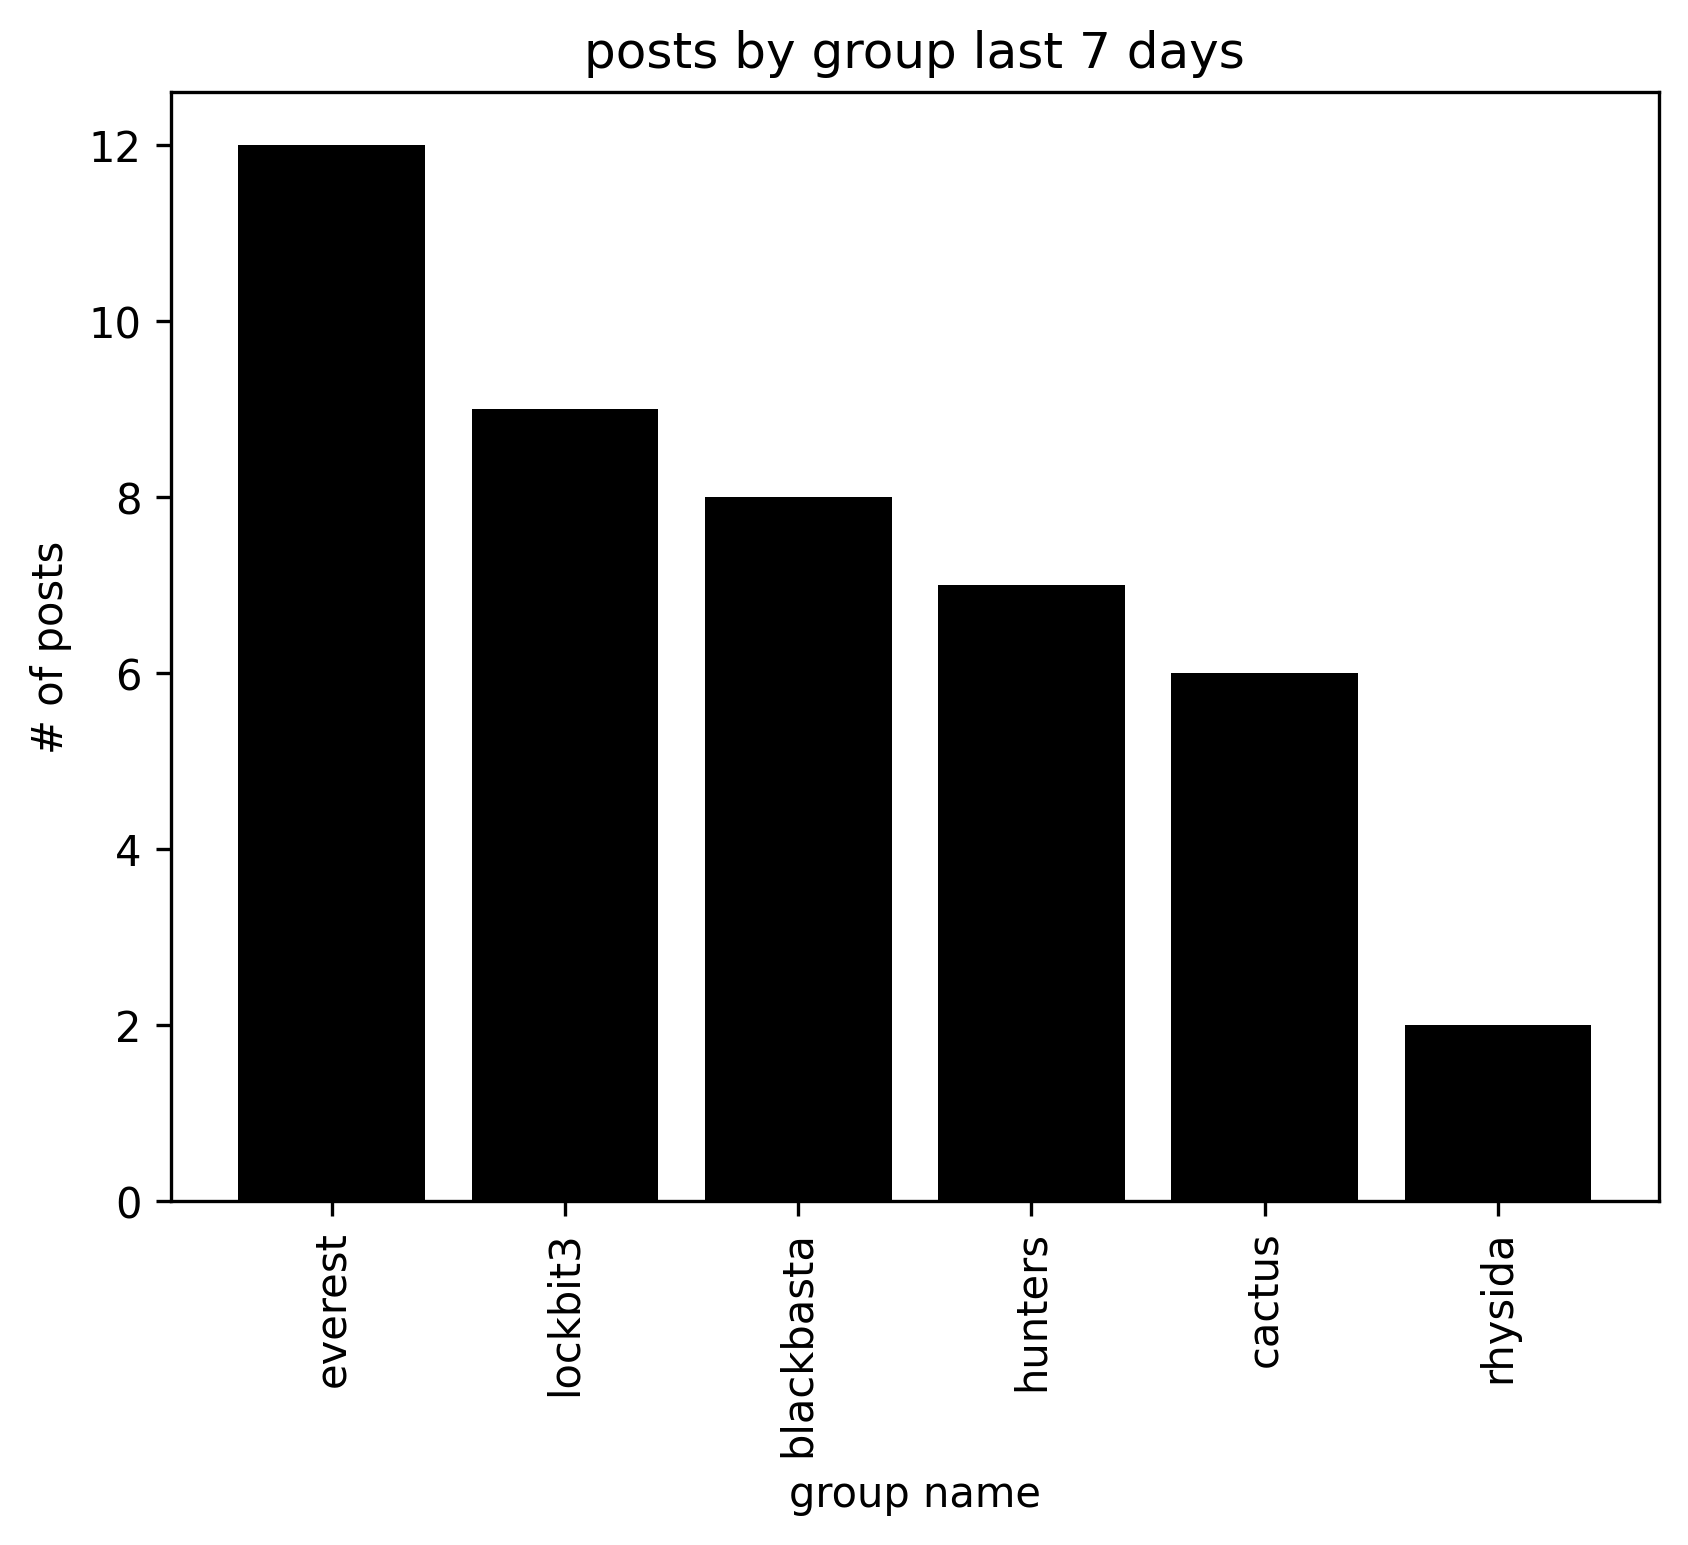 posts by group last 7 days
12
10
8
6
4
2
0
# of posts
everest
lockbit3
blackbasta
hunters
cactus
rhysida
group name